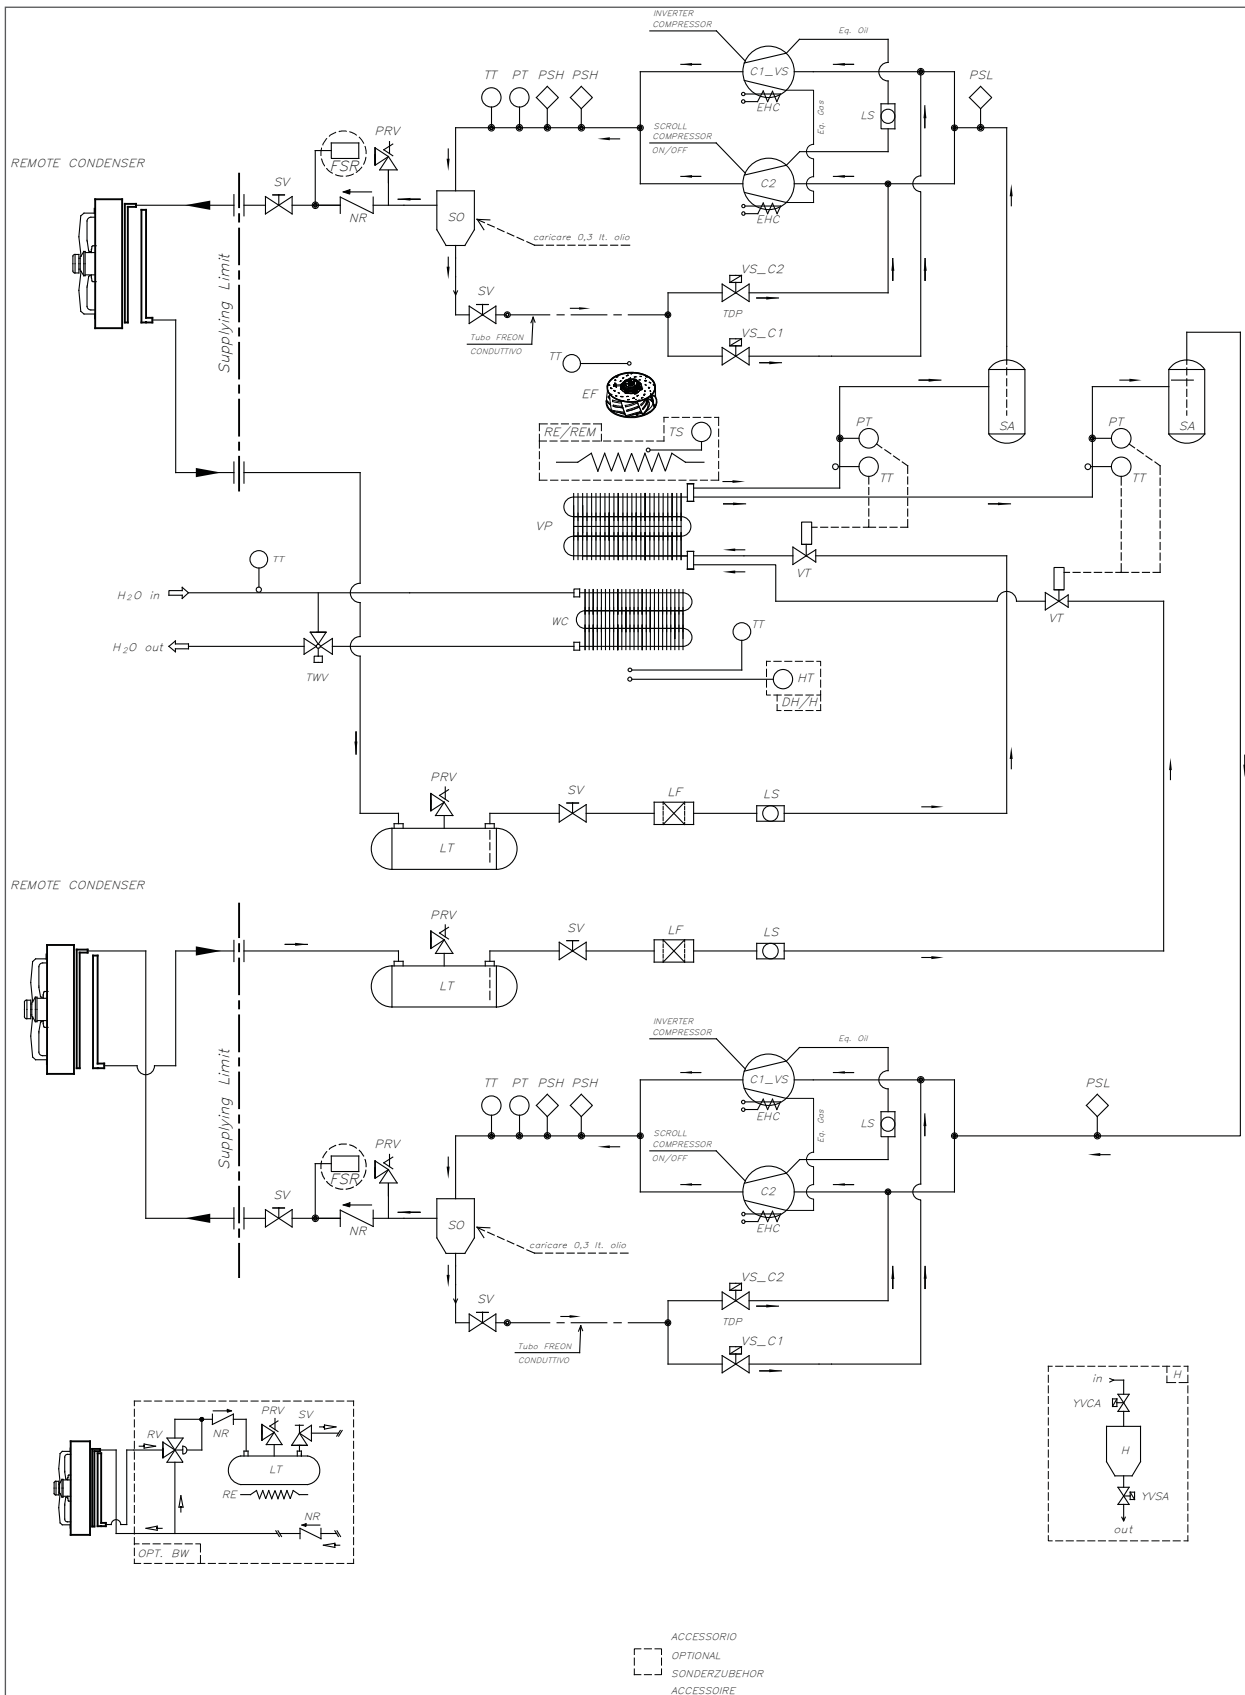 INVERTER
COMPRESSOR
Eq. Oil
C1_VS
TT PT PSH PSH
PSL
EHC
Eq. Gas
LS
PRV
FSR
SCROLL
COMPRESSOR
ON/OFF
REMOTE CONDENSER
SV
C2
NR
SO
EHC
caricare 0,3 lt. olio
Supplying Limit
VS_C2
SV
TDP
Tubo FREON
CONDUTTIVO
VS_C1
TT
EF
SA
SA
PT
PT
RE/REM
TS
TT
TT
VP
TT
VT
H2O in
WC
VT
TT
H2O out
TWV
HT
DH/H
PRV
SV
LF
LS
LT
REMOTE CONDENSER
PRV
SV
LF
LS
LT
INVERTER
COMPRESSOR
Eq. Oil
Supplying Limit
C1_VS
TT PT PSH PSH
PSL
EHC
Eq. Gas
LS
PRV
FSR
SCROLL
COMPRESSOR
ON/OFF
SV
C2
NR
SO
EHC
caricare 0,3 lt. olio
VS_C2
SV
TDP
Tubo FREON
CONDUTTIVO
VS_C1
in
H
YVCA
PRV
SV
RV
NR
H
LT
RE
YVSA
NR
out
OPT. BW
ACCESSORIO
OPTIONAL
SONDERZUBEHOR
ACCESSOIRE